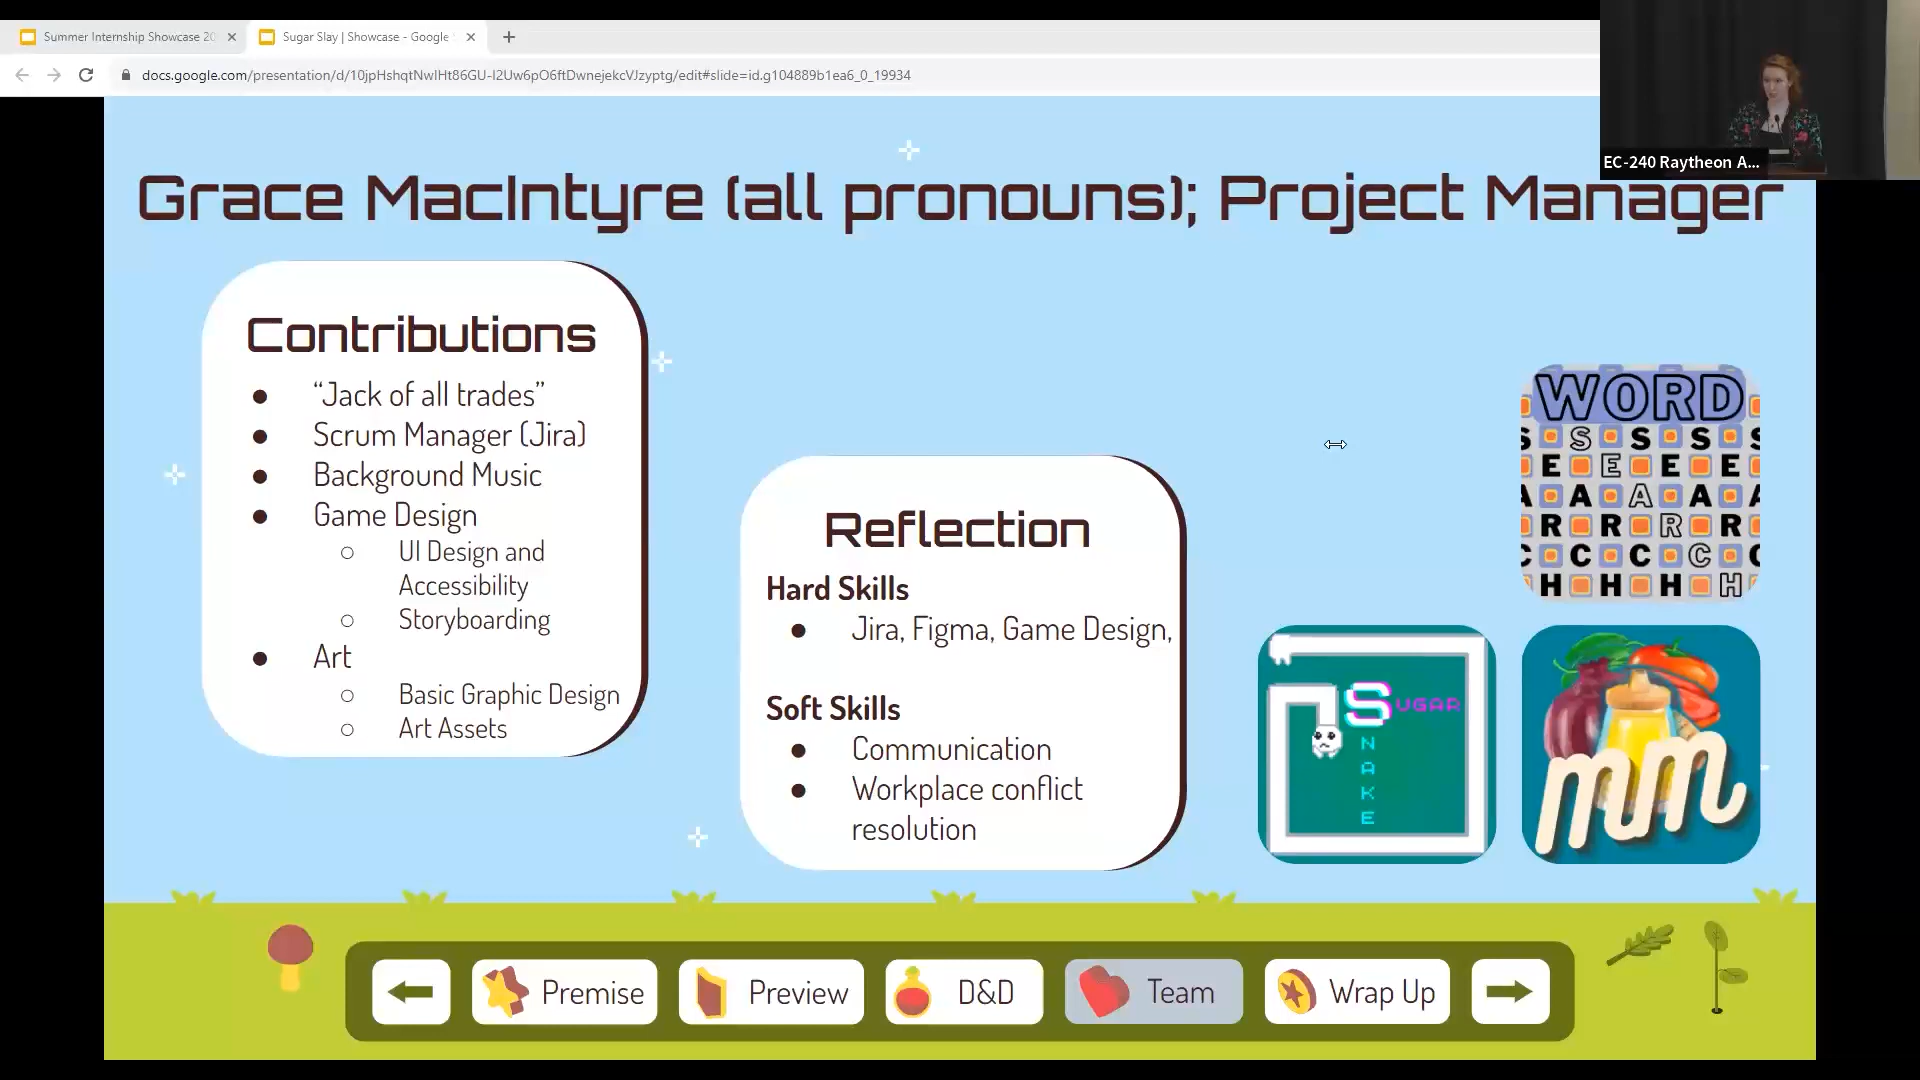 Summer Internship Showcase 20
Sugar Slay | Showcase - Google
docs.google.com/presentation/d/10jpHshqtNwlHt86GU-I2Uw6pO6ftDwnejekcVJzyptg/edit#slide=id.g104889b1ea6_0_19934
EC-240 Raytheon A...
Grace MacIntyre (all pronouns); Project Manager
Contributions
● “Jack of all trades”
● Scrum Manager (Jira)
● Background Music
● Game Design
○ UI Design and
Accessibility
○ Storyboarding
● Art
○ Basic Graphic Design
○ Art Assets
Reflection
Hard Skills
● Jira, Figma, Game Design,
Soft Skills
● Communication
● Workplace conflict
resolution
WORD
S S S S S
E E E E
A A A A A
R R R R
C C C C C
H H H H
SUGAR
SNAKE
mm
Premise
Preview
D&D
Team
Wrap Up